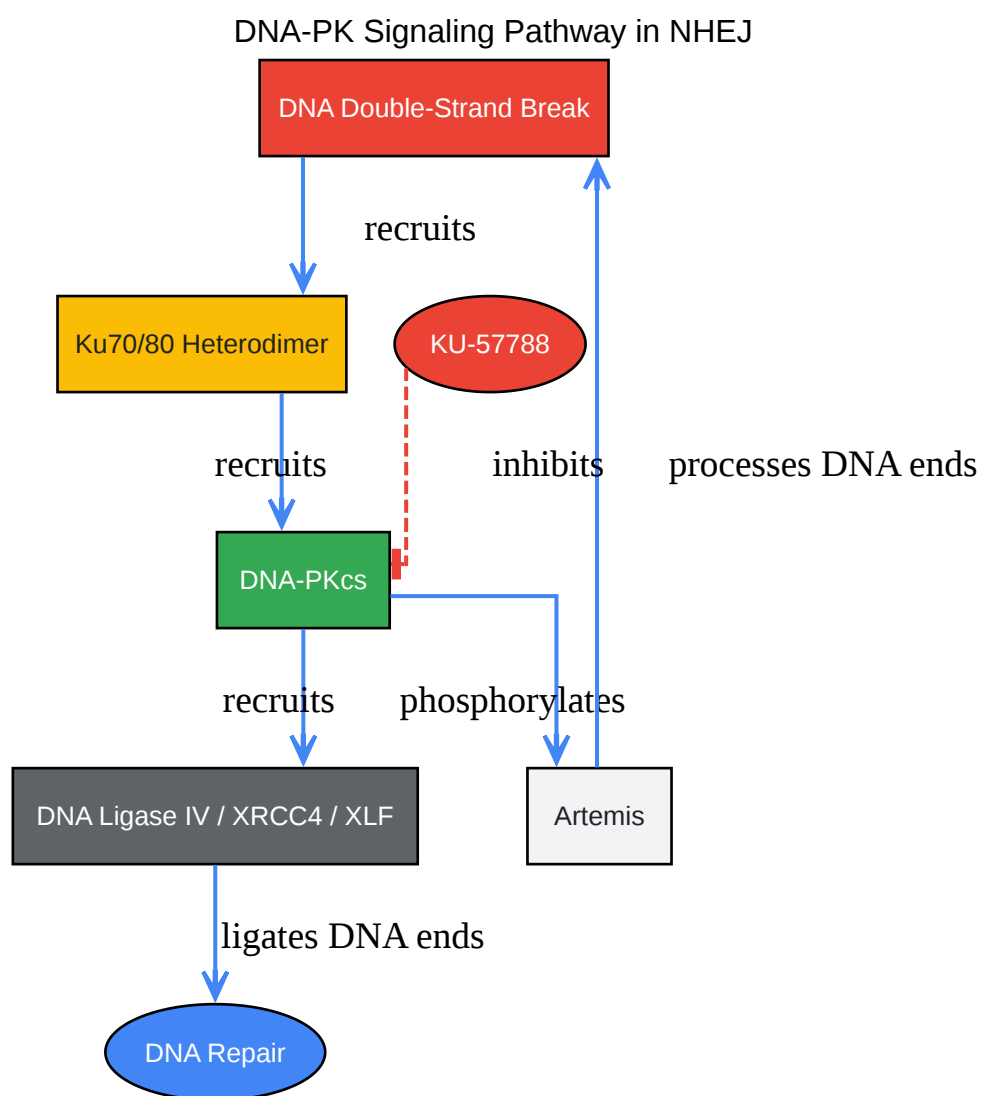 DNA-PK Signaling Pathway in NHEJ
DNA Double-Strand Break
recruits
Ku70/80 Heterodimer
KU-57788
recruits
inhibits
processes DNA ends
DNA-PKcs
recruits
phosphorylates
DNA Ligase IV / XRCC4 / XLF
Artemis
ligates DNA ends
DNA Repair